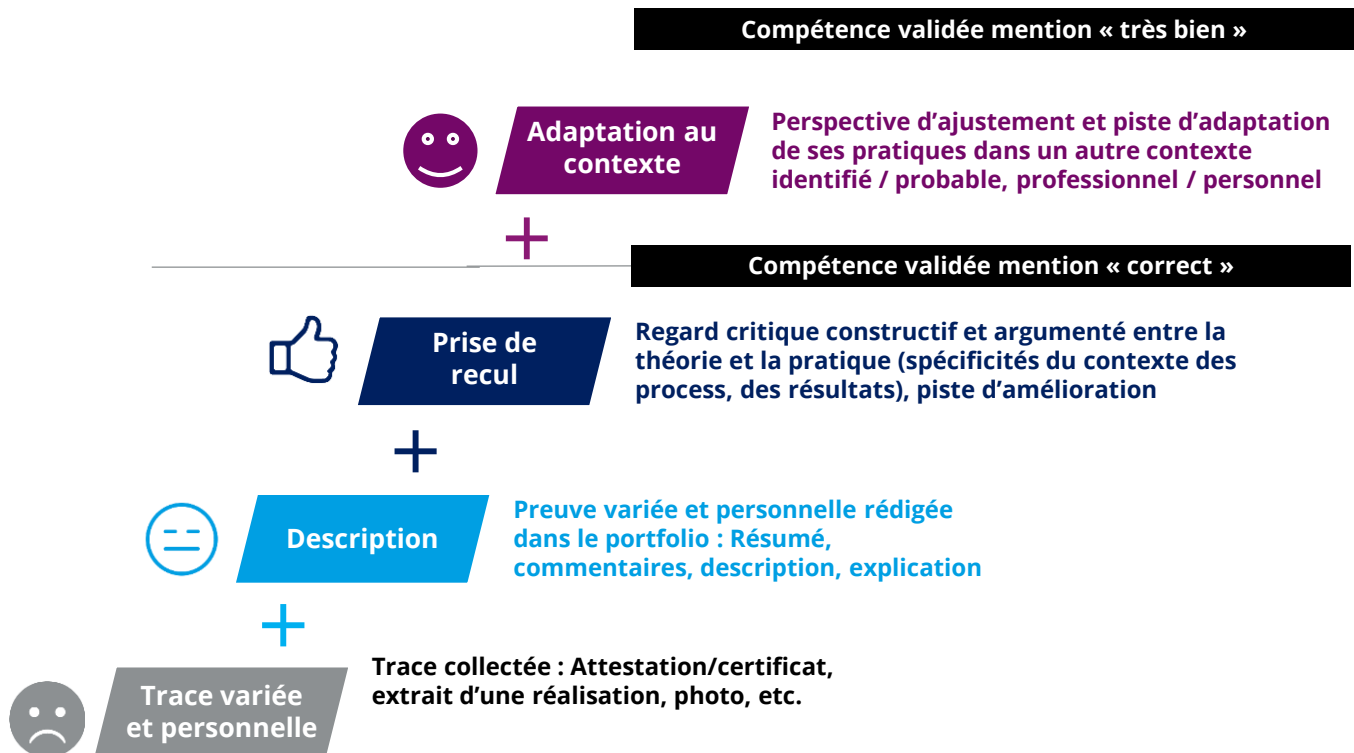 Compétence validée mention « très bien »
Adaptation au
contexte
Perspective d’ajustement et piste d’adaptation
de ses pratiques dans un autre contexte
identifié / probable, professionnel / personnel
+
Compétence validée mention « correct »
Prise de
recul
Regard critique constructif et argumenté entre la
théorie et la pratique (spécificités du contexte des
process, des résultats), piste d’amélioration
+
Description
Preuve variée et personnelle rédigée
dans le portfolio : Résumé,
commentaires, description, explication
+
Trace variée
et personnelle
Trace collectée : Attestation/certificat,
extrait d’une réalisation, photo, etc.